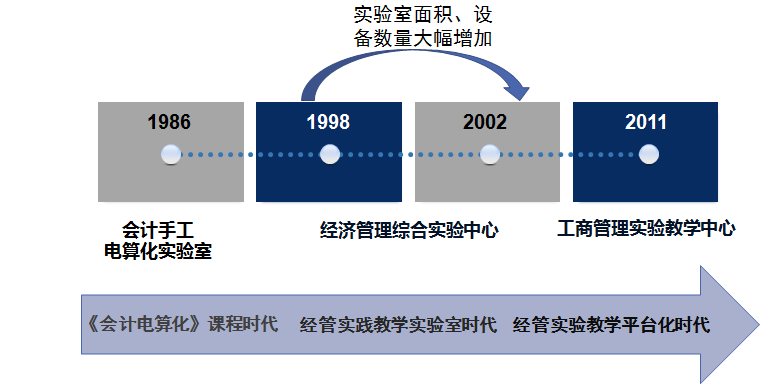 实验室面积、设
备数量大幅增加
1986
1998
2002
2011
会计手工
电算化实验室
经济管理综合实验中心
工商管理实验教学中心
《会计电算化》课程时代
经管实践教学实验室时代
经管实验教学平台化时代